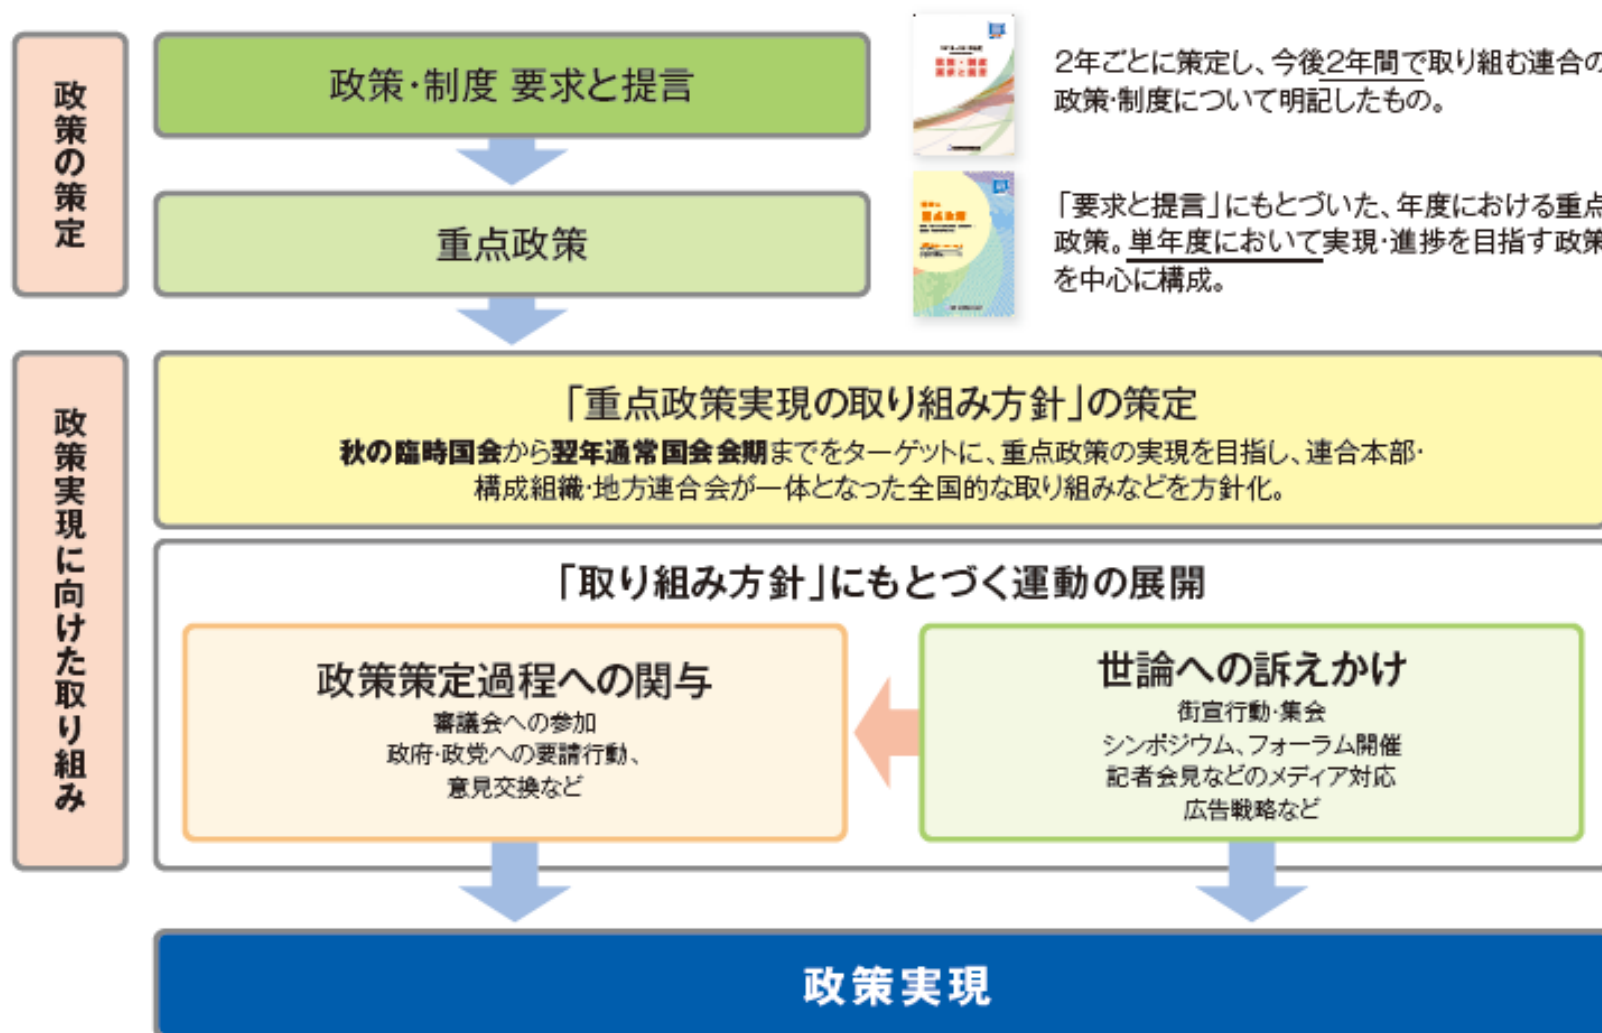 政策の策定
政策・制度 要求と提言
2年ごとに策定し、今後2年間で取り組む連合の
政策・制度について明記したもの。
重点政策
「要求と提言」にもとづいた、年度における重点
政策。単年度において実現・進捗を目指す政策
を中心に構成。
政策実現に向けた取り組み
「重点政策実現の取り組み方針」の策定
秋の臨時国会から翌年通常国会会期までをターゲットに、重点政策の実現を目指し、連合本部・
構成組織・地方連合会が一体となった全国的な取り組みなどを方針化。
「取り組み方針」にもとづく運動の展開
政策策定過程への関与
審議会への参加
政府・政党への要請行動、
意見交換など
世論への訴えかけ
街宣行動・集会
シンポジウム、フォーラム開催
記者会見などのメディア対応
広告戦略など
政策実現